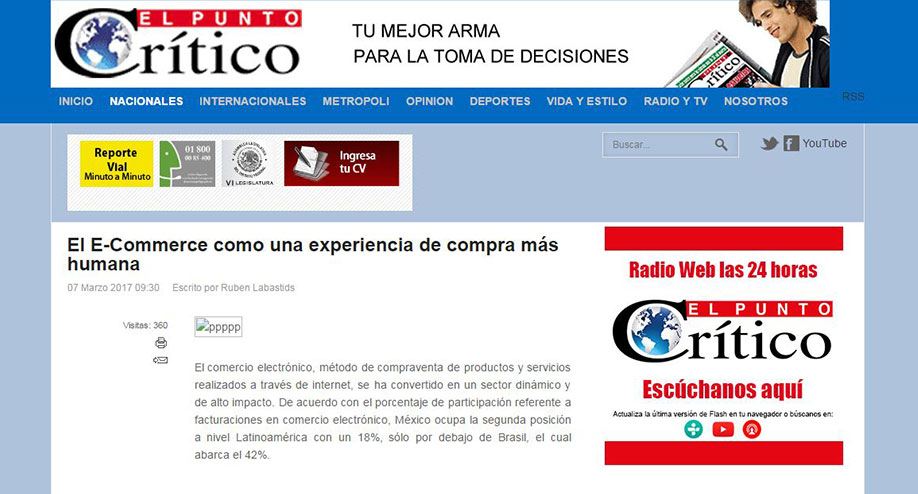 EL PUNTO
Crítico
TU MEJOR ARMA
PARA LA TOMA DE DECISIONES
INICIO NACIONALES INTERNACIONALES METROPOLI OPINION DEPORTES VIDA Y ESTILO RADIO Y TV NOSOTROS RSS
Reporte
Vial
Minuto a Minuto
01 800
00 85-400
VI LEGISLATURA
Ingresa
tu CV
Buscar...
YouTube
El E-Commerce como una experiencia de compra más
humana
07 Marzo 2017 09:30 Escrito por Ruben Labastids
Visitas: 360
ppppp
El comercio electrónico, método de compraventa de productos y servicios
realizados a través de internet, se ha convertido en un sector dinámico y
de alto impacto. De acuerdo con el porcentaje de participación referente a
facturaciones en comercio electrónico, México ocupa la segunda posición
a nivel Latinoamérica con un 18%, sólo por debajo de Brasil, el cual
abarca el 42%.
Radio Web las 24 horas
EL PUNTO
Crítico
Escúchanos aquí
Actualiza la última versión de Flash en tu navegador o búscanos en: